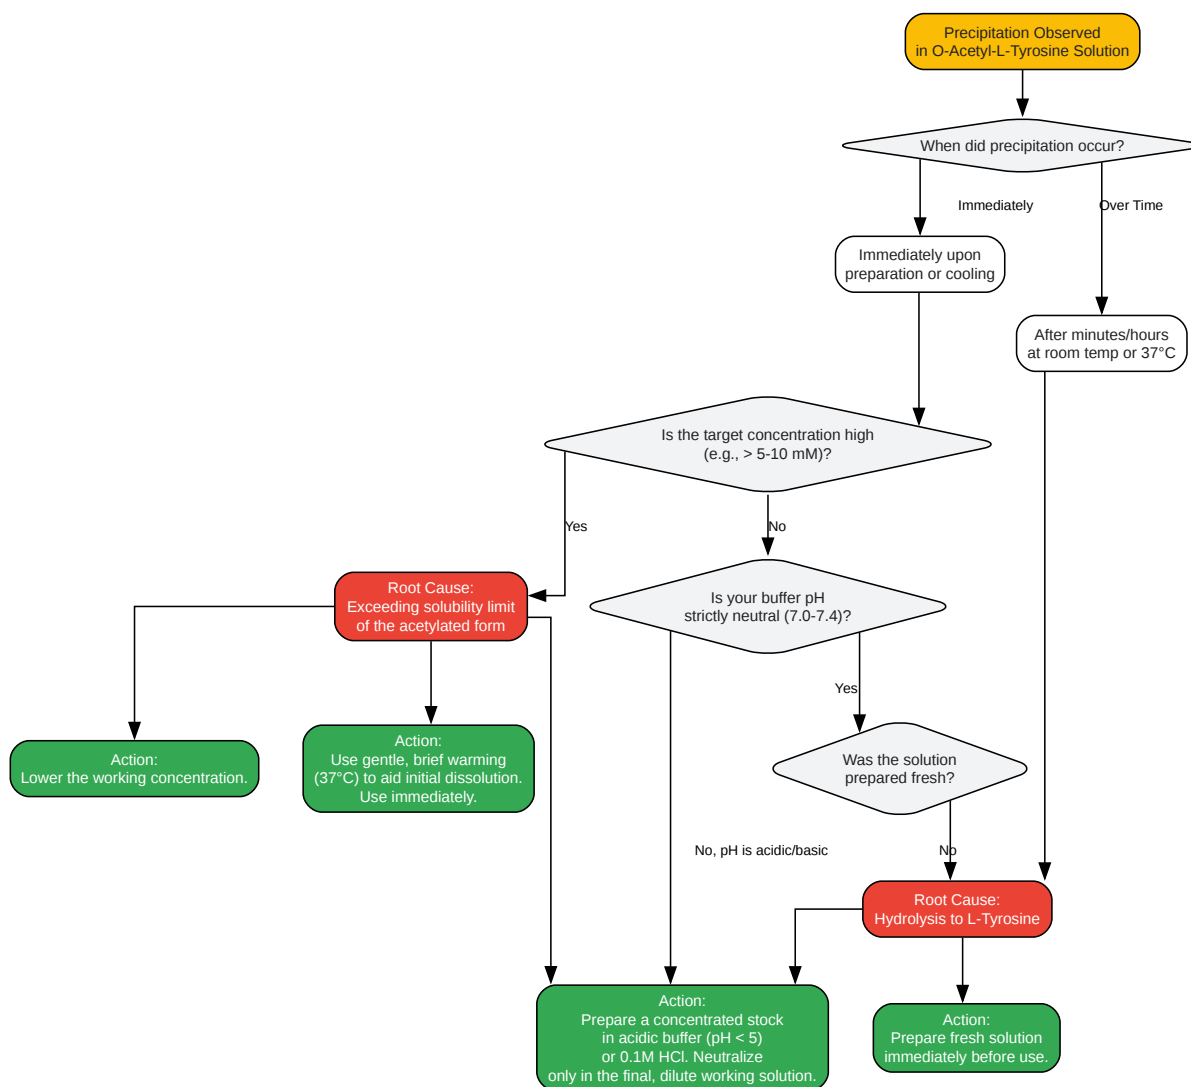 Precipitation Observed
in O-Acetyl-L-Tyrosine Solution
When did precipitation occur?
Immediately
Over Time
Immediately upon
preparation or cooling
After minutes/hours
at room temp or 37°C
Is the target concentration high
(e.g., > 5-10 mM)?
Yes
No
Root Cause:
Exceeding solubility limit
of the acetylated form
Is your buffer pH
strictly neutral (7.0-7.4)?
Yes
Action:
Lower the working concentration.
Action:
Use gentle, brief warming
(37°C) to aid initial dissolution.
Use immediately.
Was the solution
prepared fresh?
No, pH is acidic/basic
No
Root Cause:
Hydrolysis to L-Tyrosine
Action:
Prepare a concentrated stock
in acidic buffer (pH < 5)
or 0.1M HCl. Neutralize
only in the final, dilute working solution.
Action:
Prepare fresh solution
immediately before use.